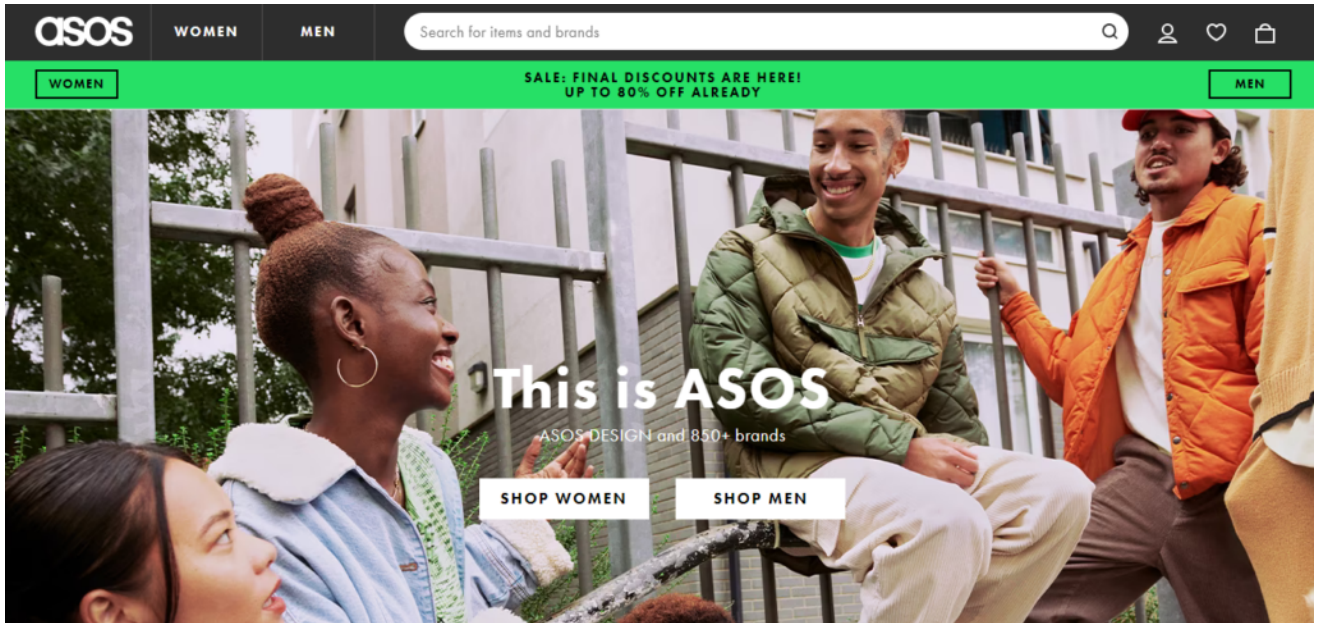 asos
WOMEN
MEN
Search for items and brands
WOMEN
SALE: FINAL DISCOUNTS ARE HERE!
UP TO 80% OFF ALREADY
MEN
This is ASOS
ASOS DESIGN and 850+ brands
SHOP WOMEN
SHOP MEN